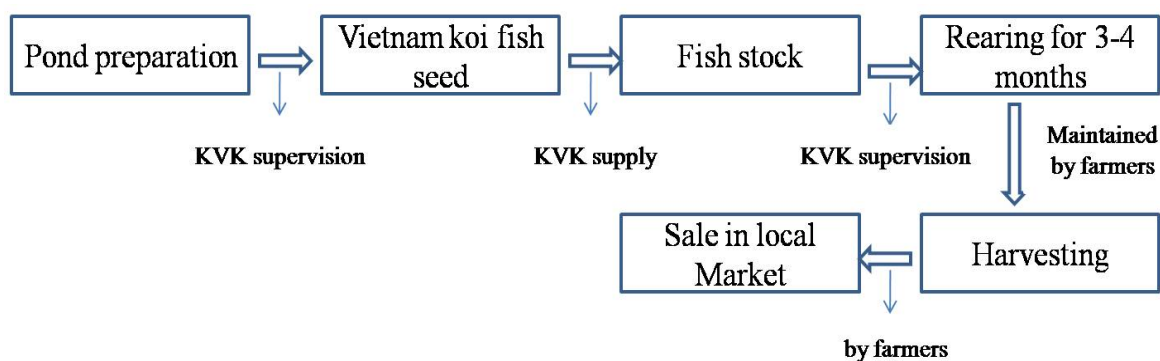 Pond preparation
Vietnam koi fish
seed
Fish stock
Rearing for 3-4
months
KVK supervision
KVK supply
KVK supervision
Maintained
by farmers
Sale in local
Market
Harvesting
by farmers